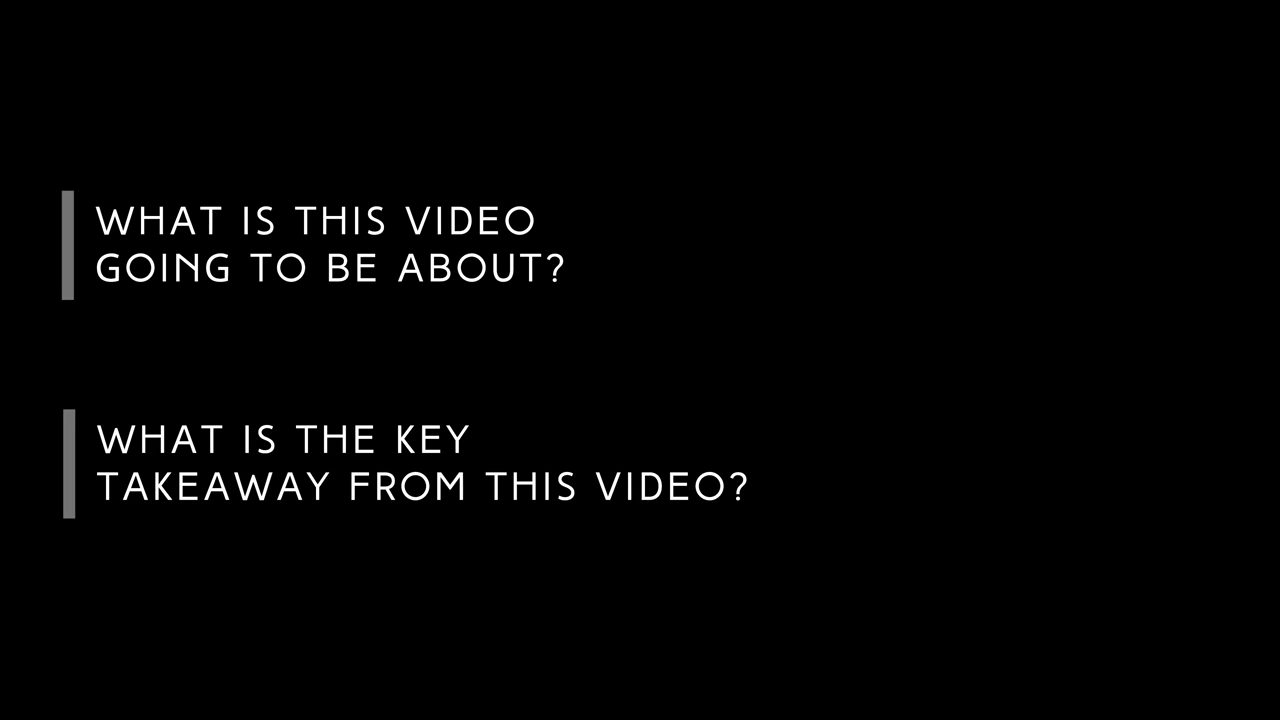 WHAT IS THIS VIDEO
GOING TO BE ABOUT?
WHAT IS THE KEY
TAKEAWAY FROM THIS VIDEO?